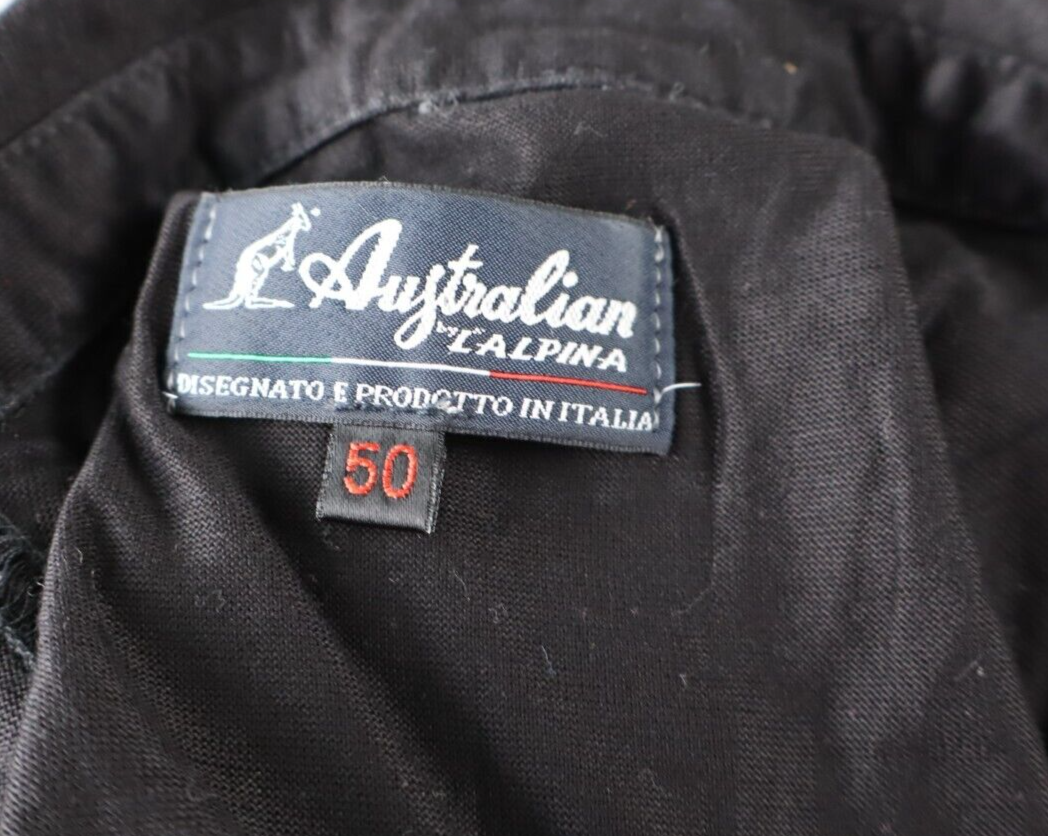 Australian
by L'ALPINA
DISEGNATO E PRODOTTO IN ITALIA
50